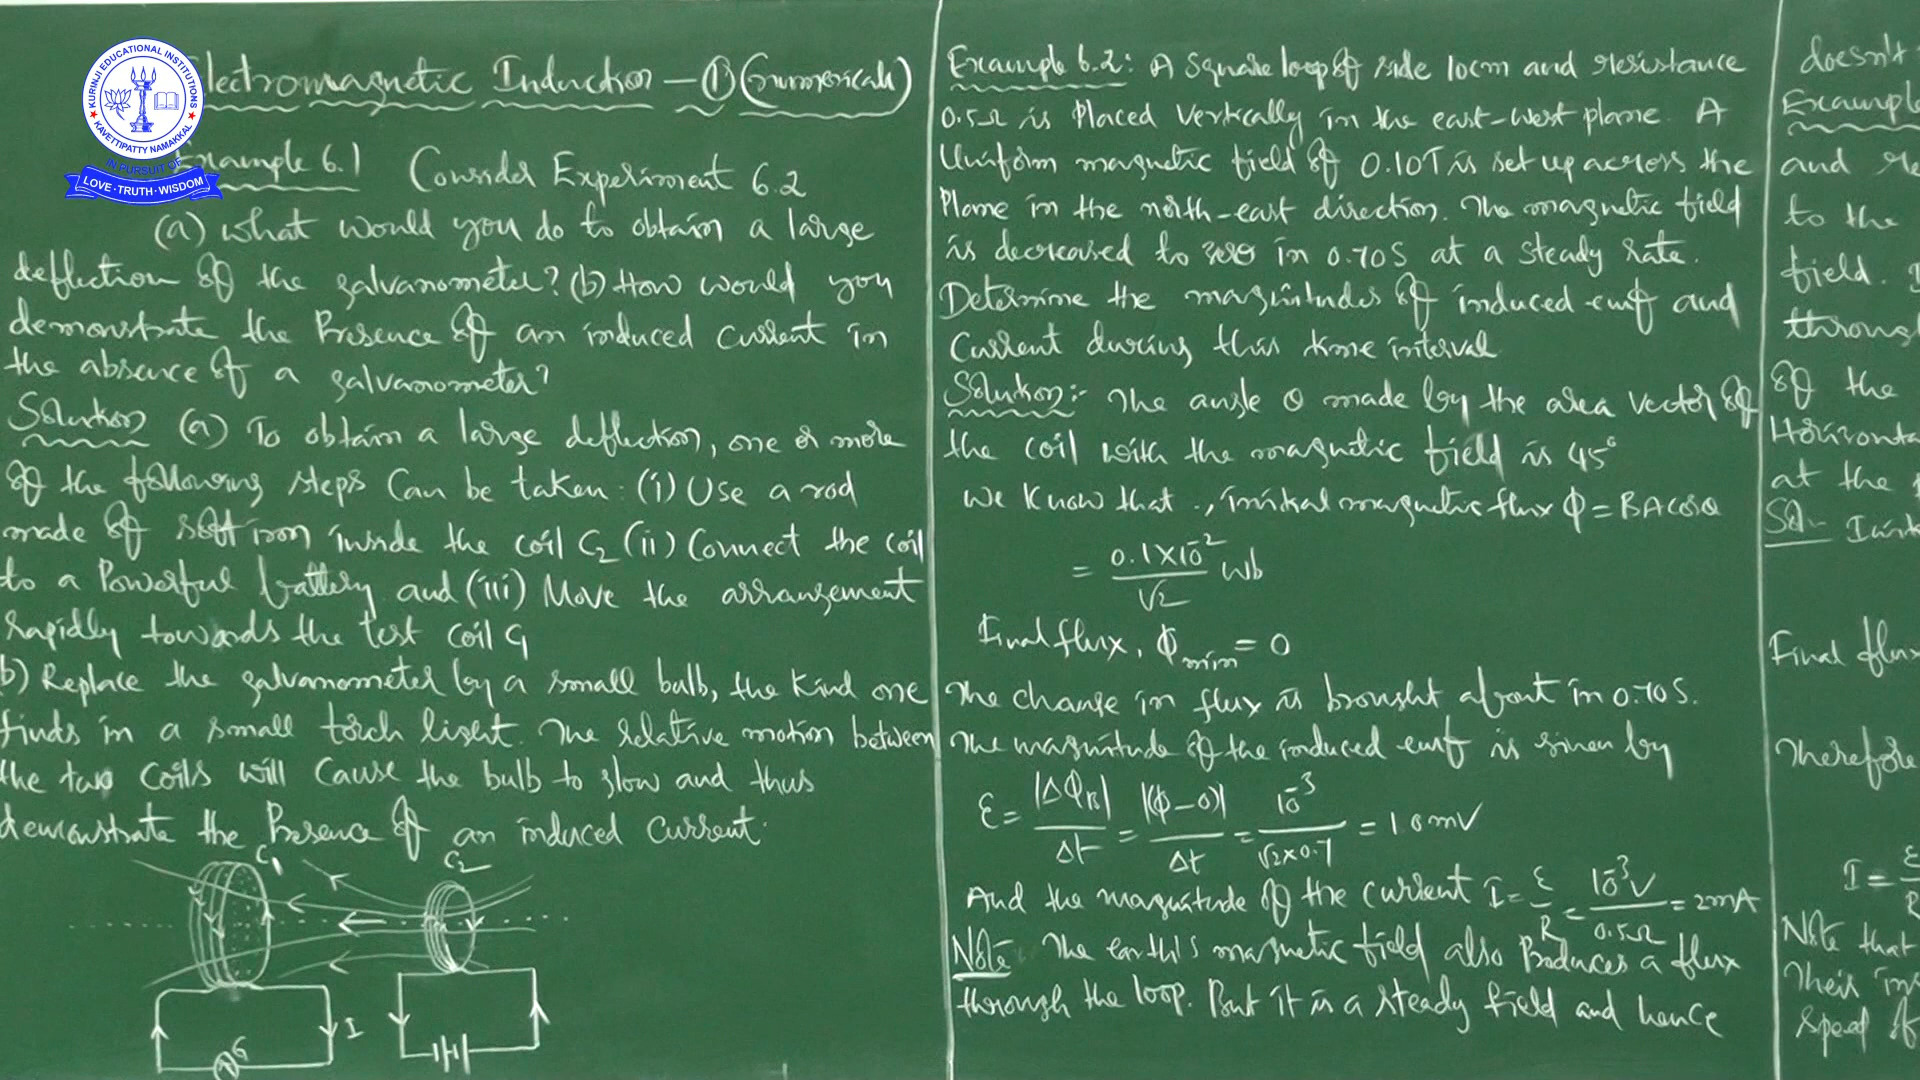 KURINJI EDUCATIONAL INSTITUTIONS
KAVETTIPATTY NAMAKKAL
IN PURSUIT OF
LOVE · TRUTH · WISDOM
Electromagnetic Induction - ① (Numericals)
Example 6.1 Consider Experiment 6.2
(a) what would you do to obtain a large
deflection of the galvanometer? (b) How would you
demonstrate the Presence of an induced current in
the absence of a galvanometer?
Solution (a) To obtain a large deflection, one or more
of the following steps Can be taken: (i) Use a rod
made of soft iron inside the coil C₂ (ii) Connect the coil
to a Powerful battery and (iii) Move the arrangement
rapidly towards the test coil C₁
b) Replace the galvanometer by a small bulb, the kind one
finds in a small torch light. The relative motion between
the two coils will cause the bulb to glow and thus
demonstrate the Presence of an induced current.
C₁ C₂
I
G
Example 6.2: A Square loop of side 10cm and resistance
0.5Ω is Placed Vertically in the east-west plane. A
Uniform magnetic field of 0.10T is set up across the
Plane in the north-east direction. The magnetic field
is decreased to zero in 0.70S at a steady rate.
Determine the magnitudes of induced emf and
Current during this time interval.
Solution:- The angle θ made by the area vector of
the coil with the magnetic field is 45°
We Know that., initial magnetic flux ϕ = BA cosθ
= 0.1×10⁻²/√2 Wb
Final flux, ϕmin = 0
The change in flux is brought about in 0.70S.
The magnitude of the induced emf is given by
ε = |Δϕ_B|/Δt = |(ϕ-0)|/Δt = 10⁻³/√2×0.7 = 1.0mV
And the magnitude of the current I = ε/R = 10⁻³V/0.5Ω = 2mA
Note: The earth's magnetic field also Produces a flux
through the loop. But it is a steady field and hence
doesn't
Example
and
to the
field.
through
of the
Horizonta
at the
Sol-
Final flux
Therefore
I = ε/R
Note that
Their
speed of